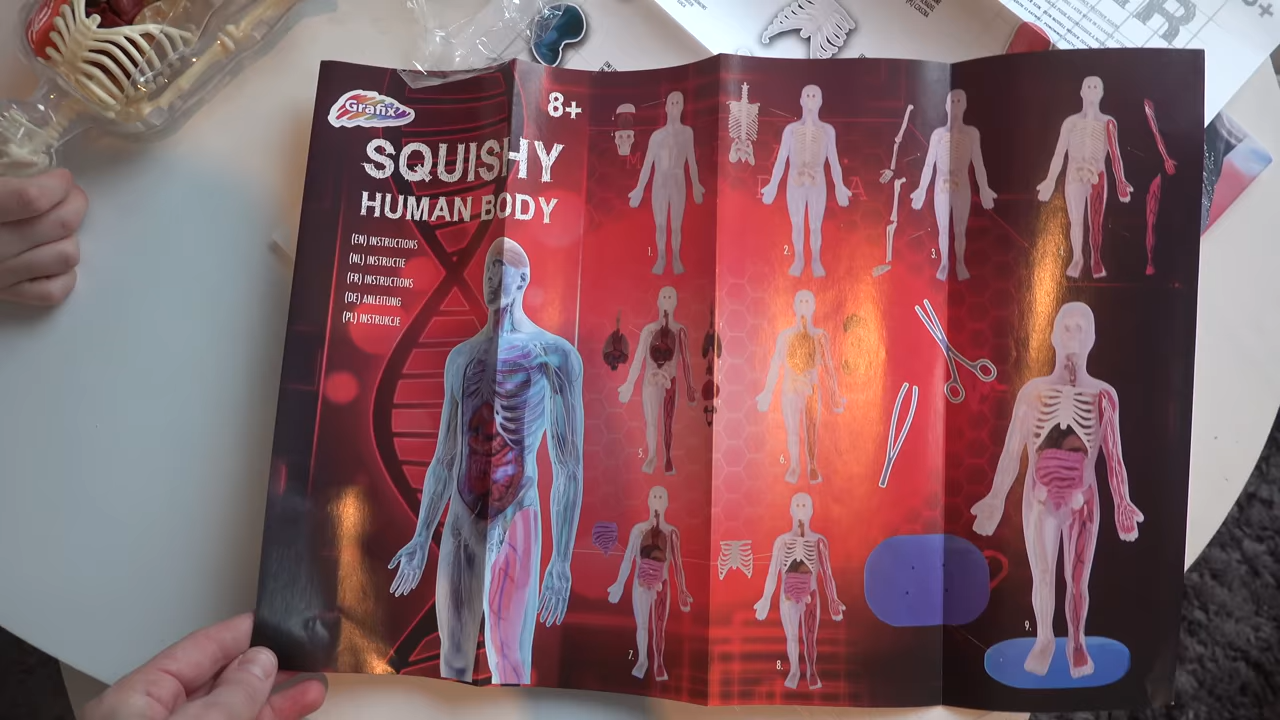 Grafix
8+
SQUISHY
HUMAN BODY
(EN) INSTRUCTIONS
(NL) INSTRUCTIE
(FR) INSTRUCTIONS
(DE) ANLEITUNG
(PL) INSTRUKCJE
1.
2.
3.
5.
6.
7.
8.
9.